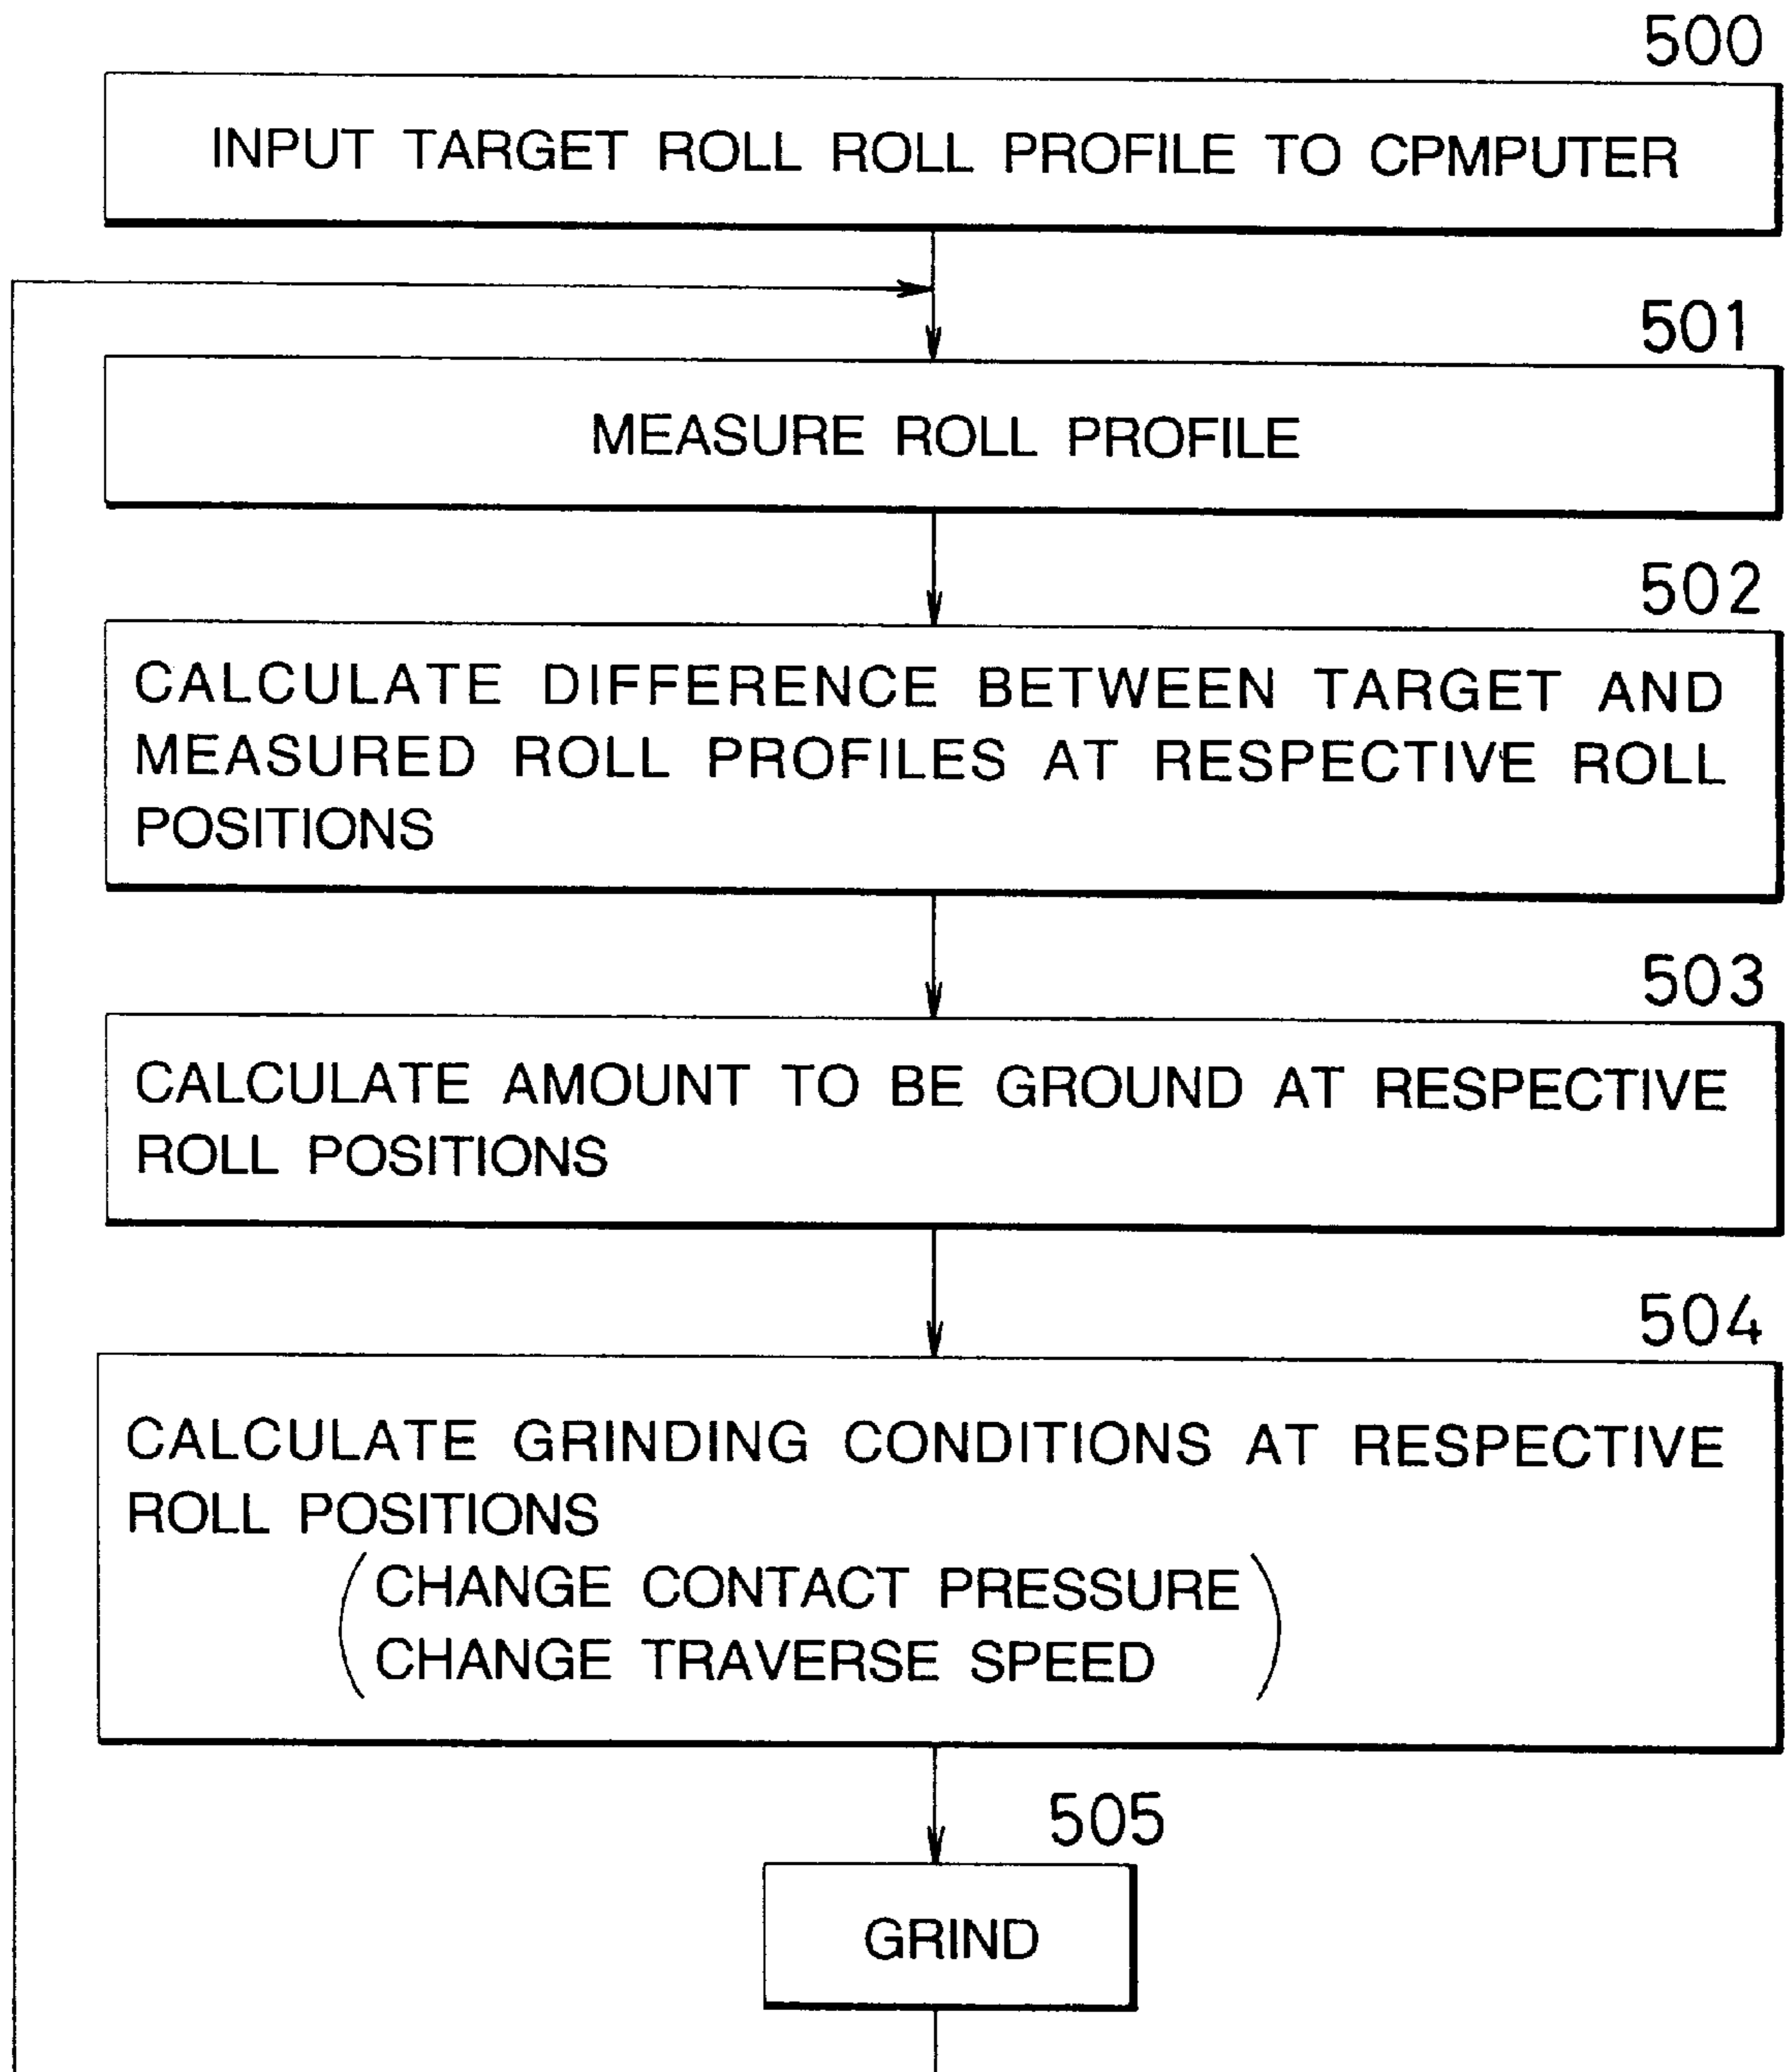 500
INPUT TARGET ROLL ROLL PROFILE TO CPMPUTER
501
MEASURE ROLL PROFILE
502
CALCULATE DIFFERENCE BETWEEN TARGET AND
MEASURED ROLL PROFILES AT RESPECTIVE ROLL
POSITIONS
503
CALCULATE AMOUNT TO BE GROUND AT RESPECTIVE
ROLL POSITIONS
504
CALCULATE GRINDING CONDITIONS AT RESPECTIVE
ROLL POSITIONS
(CHANGE CONTACT PRESSURE
CHANGE TRAVERSE SPEED)
505
GRIND